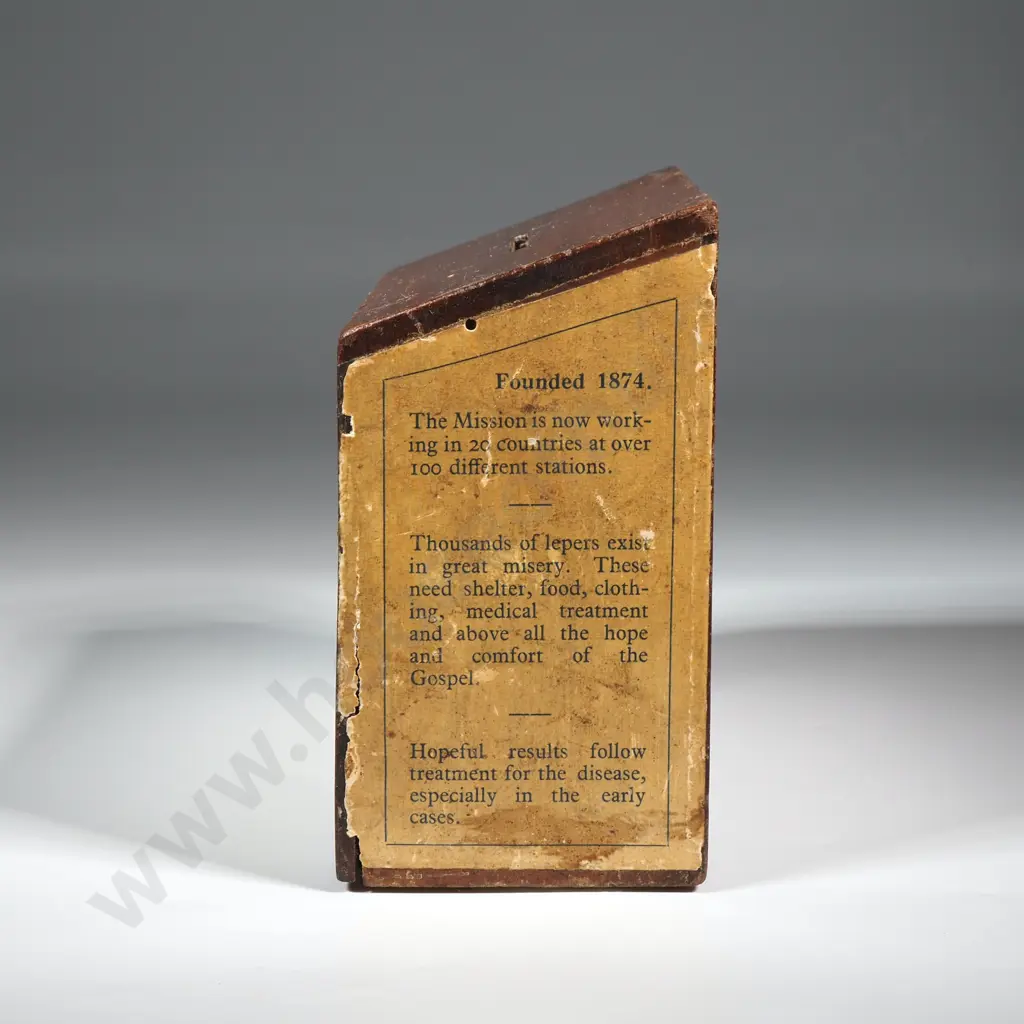 Founded 1874.
The Mission is now work-
ing in 20 countries at over
100 different stations.
Thousands of lepers exist
in great misery. These
need shelter, food, cloth-
ing, medical treatment
and above all the hope
and comfort of the
Gospel.
Hopeful results follow
treatment for the disease,
especially in the early
cases.
www.h